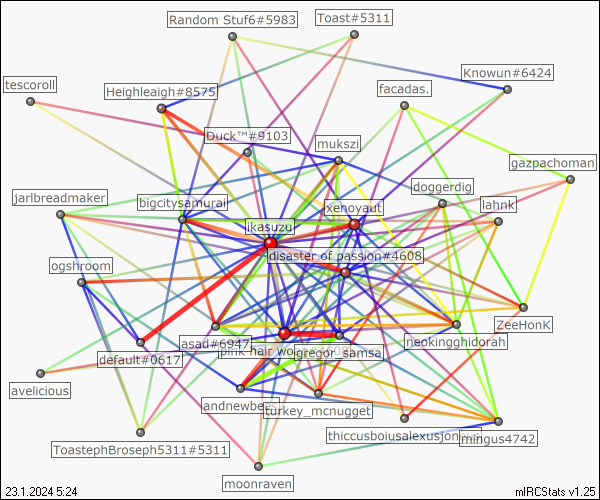 Random Stuf6#5983
Toast#5311
Knowun#6424
tescoroll
Heighleaigh#8575
facadas.
Duck™#9103
mukszi
gazpachoman
doggerdig
jarlbreadmaker
bigcitysamurai
lahnk
xenoyaut
ikasuzu
disaster of passion#4608
ogshroom
ZeeHonK
asad#6947
neokingghidorah
default#0617
pink hair wo
gregor_samsa
avelicious
andnewbe
turkey_mcnugget
thiccusboiusalexusjon
mingus4742
ToastephBroseph5311#5311
moonraven
23.1.2024 5:24
mIRCStats v1.25